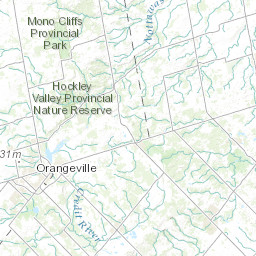 Mono Cliffs
Provincial
Park
Hockley
Valley Provincial
Nature Reserve
31m
Orangeville
Credit River